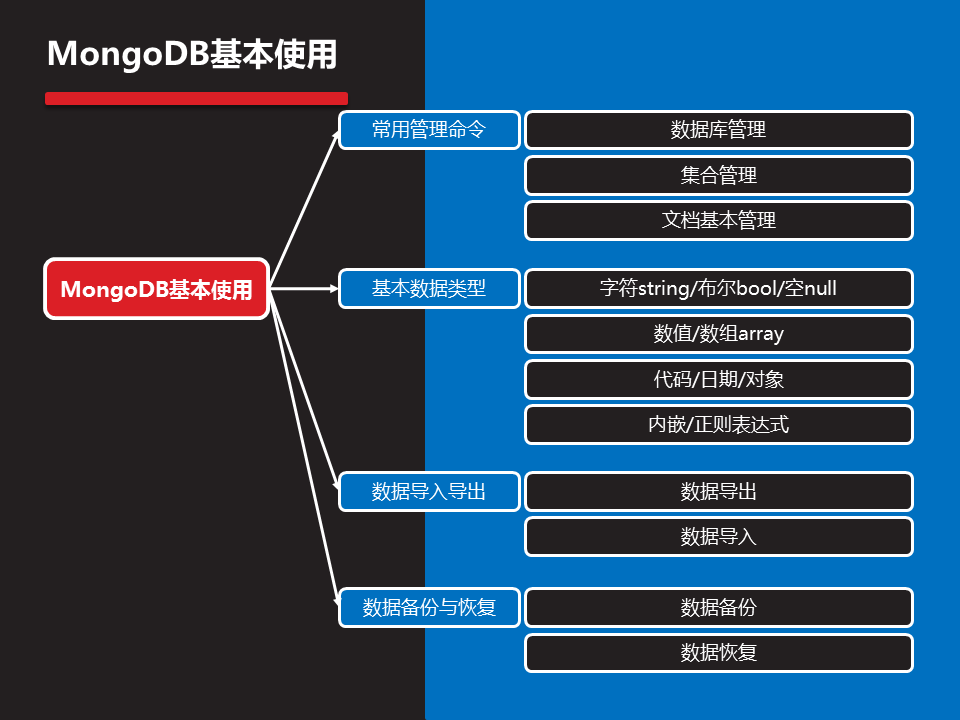 MongoDB基本使用
常用管理命令
数据库管理
集合管理
文档基本管理
MongoDB基本使用
基本数据类型
字符string/布尔bool/空null
数值/数组array
代码/日期/对象
内嵌/正则表达式
数据导入导出
数据导出
数据导入
数据备份与恢复
数据备份
数据恢复